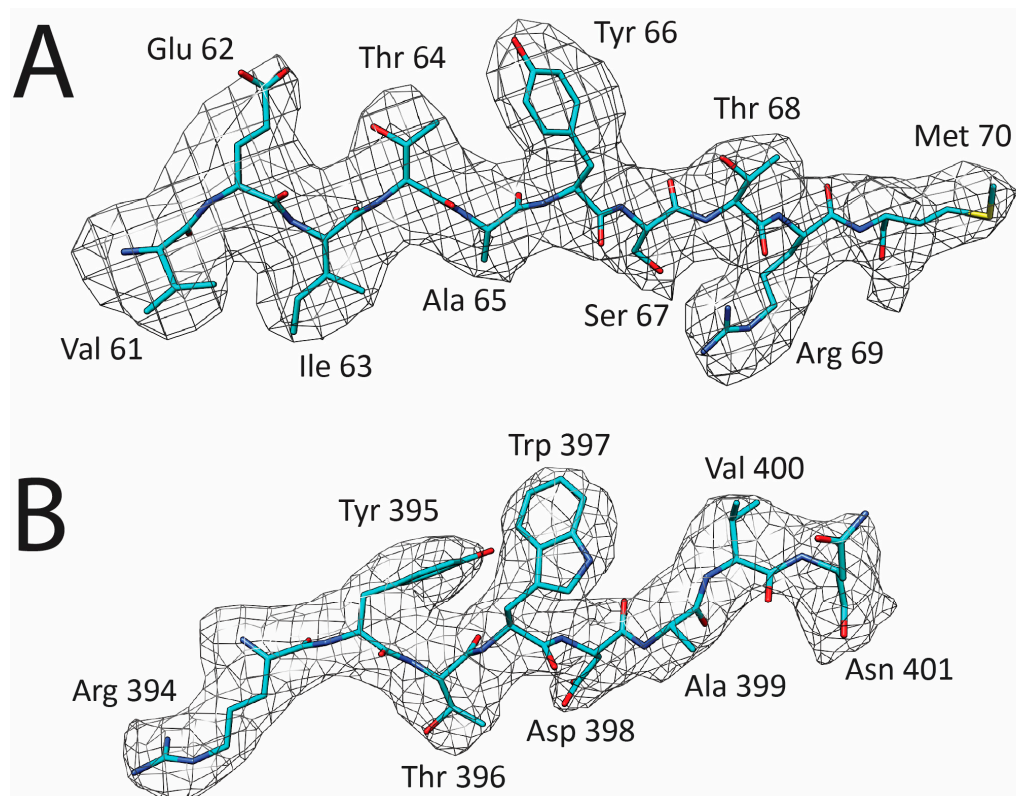 A
Glu 62
Thr 64
Tyr 66
Thr 68
Met 70
Val 61
Ile 63
Ala 65
Ser 67
Arg 69
B
Trp 397
Val 400
Tyr 395
Arg 394
Thr 396
Asp 398
Ala 399
Asn 401